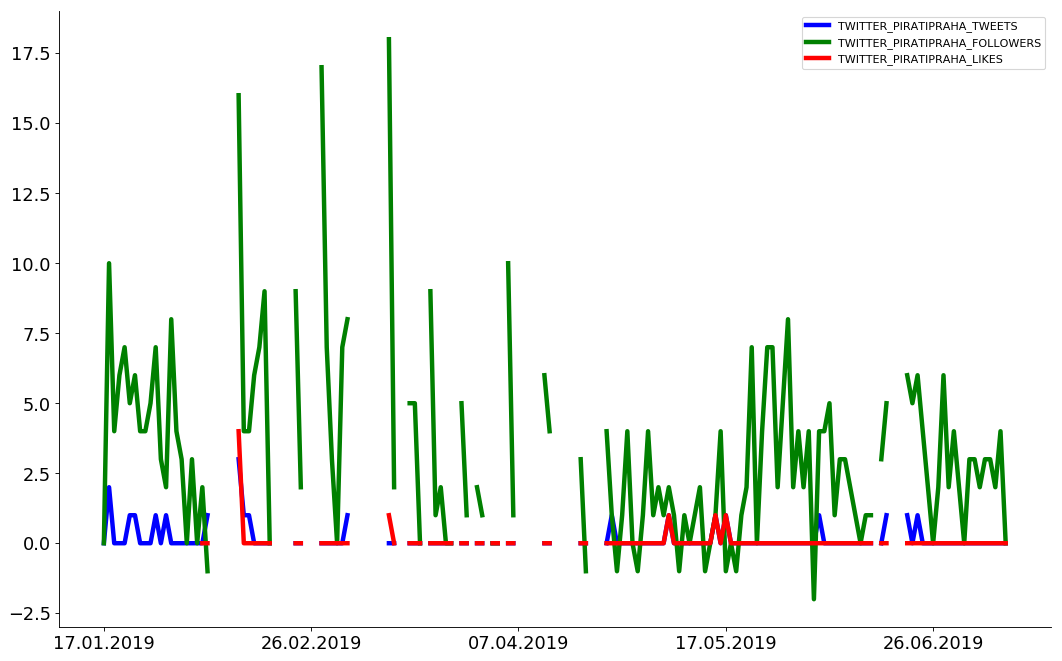 TWITTER_PIRATIPRAHA_TWEETS
TWITTER_PIRATIPRAHA_FOLLOWERS
TWITTER_PIRATIPRAHA_LIKES
17.5
15.0
12.5
10.0
7.5
5.0
2.5
0.0
−2.5
17.01.2019 26.02.2019 07.04.2019 17.05.2019 26.06.2019